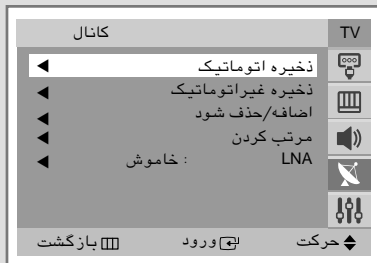 TV
کانال
ذخیره اتوماتیک
ذخیره غیراتوماتیک
اضافه/حذف شود
مرتب کردن
LNA : خاموش
حرکت ورود بازگشت